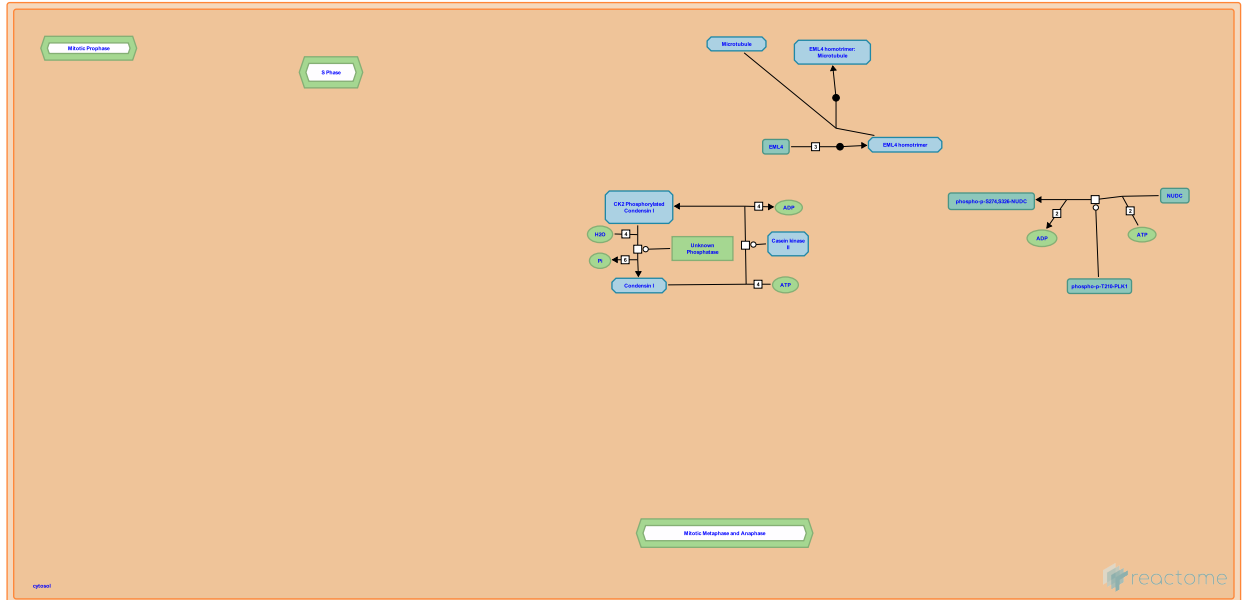 Mitotic Prophase
S Phase
Microtubule
EML4 homotrimer:
Microtubule
EML4
3
EML4 homotrimer
CK2 Phosphorylated
Condensin I
4
ADP
H2O
4
Unknown
Phosphatase
Casein kinase
II
Pi
6
Condensin I
4
ATP
phospho-p-S274,S326-NUDC
NUDC
2
2
ADP
ATP
phospho-p-T210-PLK1
Mitotic Metaphase and Anaphase
cytosol
reactome